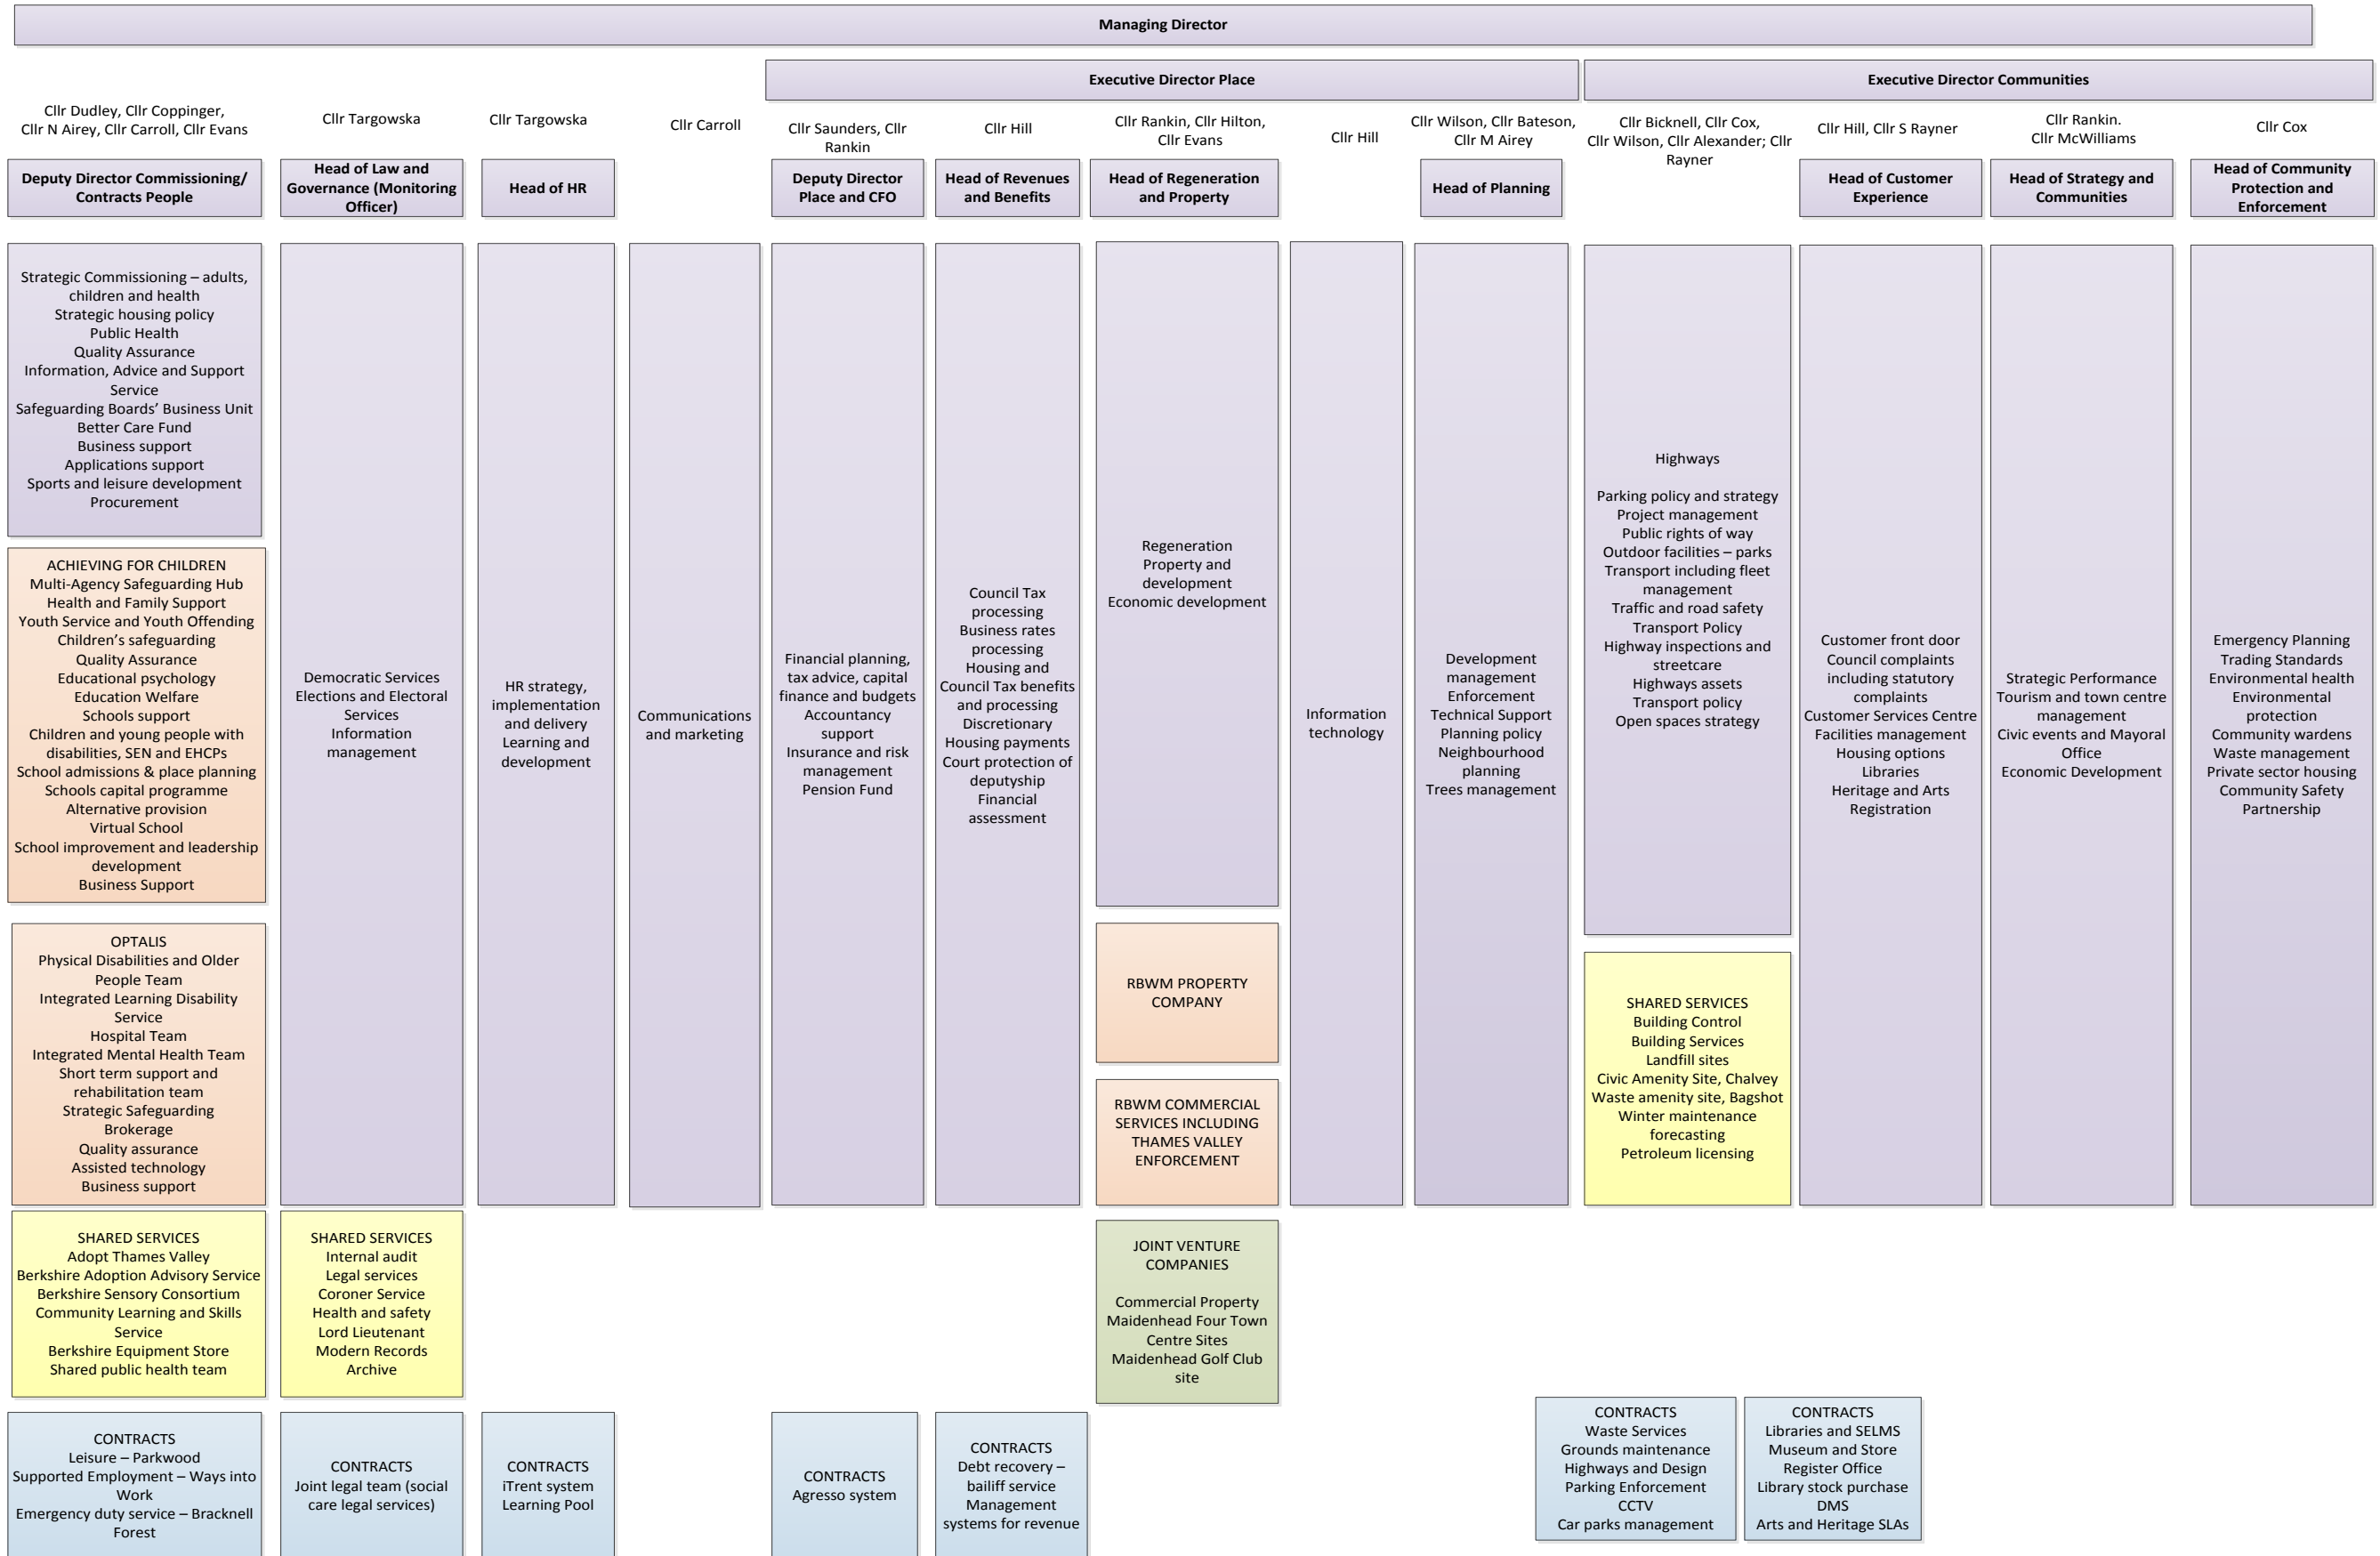 Managing Director
Executive Director Place
Executive Director Communities
Cllr Dudley, Cllr Coppinger,
Cllr N Airey, Cllr Carroll, Cllr Evans
Cllr Targowska
Cllr Targowska
Cllr Carroll
Cllr Saunders, Cllr
Rankin
Cllr Hill
Cllr Rankin, Cllr Hilton,
Cllr Evans
Cllr Hill
Cllr Wilson, Cllr Bateson,
Cllr M Airey
Cllr Bicknell, Cllr Cox,
Cllr Wilson, Cllr Alexander; Cllr
Rayner
Cllr Hill, Cllr S Rayner
Cllr Rankin.
Cllr McWilliams
Cllr Cox
Deputy Director Commissioning/
Contracts People
Head of Law and
Governance (Monitoring
Officer)
Head of HR
Deputy Director
Place and CFO
Head of Revenues
and Benefits
Head of Regeneration
and Property
Head of Planning
Head of Customer
Experience
Head of Strategy and
Communities
Head of Community
Protection and
Enforcement
Strategic Commissioning – adults,
children and health
Strategic housing policy
Public Health
Quality Assurance
Information, Advice and Support
Service
Safeguarding Boards’ Business Unit
Better Care Fund
Business support
Applications support
Sports and leisure development
Procurement
ACHIEVING FOR CHILDREN
Multi-Agency Safeguarding Hub
Health and Family Support
Youth Service and Youth Offending
Children’s safeguarding
Quality Assurance
Educational psychology
Education Welfare
Schools support
Children and young people with
disabilities, SEN and EHCPs
School admissions & place planning
Schools capital programme
Alternative provision
Virtual School
School improvement and leadership
development
Business Support
OPTALIS
Physical Disabilities and Older
People Team
Integrated Learning Disability
Service
Hospital Team
Integrated Mental Health Team
Short term support and
rehabilitation team
Strategic Safeguarding
Brokerage
Quality assurance
Assisted technology
Business support
SHARED SERVICES
Adopt Thames Valley
Berkshire Adoption Advisory Service
Berkshire Sensory Consortium
Community Learning and Skills
Service
Berkshire Equipment Store
Shared public health team
CONTRACTS
Leisure – Parkwood
Supported Employment – Ways into
Work
Emergency duty service – Bracknell
Forest
Democratic Services
Elections and Electoral
Services
Information
management
SHARED SERVICES
Internal audit
Legal services
Coroner Service
Health and safety
Lord Lieutenant
Modern Records
Archive
CONTRACTS
Joint legal team (social
care legal services)
HR strategy,
implementation
and delivery
Learning and
development
CONTRACTS
iTrent system
Learning Pool
Communications
and marketing
Financial planning,
tax advice, capital
finance and budgets
Accountancy
support
Insurance and risk
management
Pension Fund
CONTRACTS
Agresso system
Council Tax
processing
Business rates
processing
Housing and
Council Tax benefits
and processing
Discretionary
Housing payments
Court protection of
deputyship
Financial
assessment
CONTRACTS
Debt recovery –
bailiff service
Management
systems for revenue
Regeneration
Property and
development
Economic development
RBWM PROPERTY
COMPANY
RBWM COMMERCIAL
SERVICES INCLUDING
THAMES VALLEY
ENFORCEMENT
JOINT VENTURE
COMPANIES
Commercial Property
Maidenhead Four Town
Centre Sites
Maidenhead Golf Club
site
Information
technology
Development
management
Enforcement
Technical Support
Planning policy
Neighbourhood
planning
Trees management
Highways
Parking policy and strategy
Project management
Public rights of way
Outdoor facilities – parks
Transport including fleet
management
Traffic and road safety
Transport Policy
Highway inspections and
streetcare
Highways assets
Transport policy
Open spaces strategy
SHARED SERVICES
Building Control
Building Services
Landfill sites
Civic Amenity Site, Chalvey
Waste amenity site, Bagshot
Winter maintenance
forecasting
Petroleum licensing
CONTRACTS
Waste Services
Grounds maintenance
Highways and Design
Parking Enforcement
CCTV
Car parks management
Customer front door
Council complaints
including statutory
complaints
Customer Services Centre
Facilities management
Housing options
Libraries
Heritage and Arts
Registration
CONTRACTS
Libraries and SELMS
Museum and Store
Register Office
Library stock purchase
DMS
Arts and Heritage SLAs
Strategic Performance
Tourism and town centre
management
Civic events and Mayoral
Office
Economic Development
Emergency Planning
Trading Standards
Environmental health
Environmental
protection
Community wardens
Waste management
Private sector housing
Community Safety
Partnership